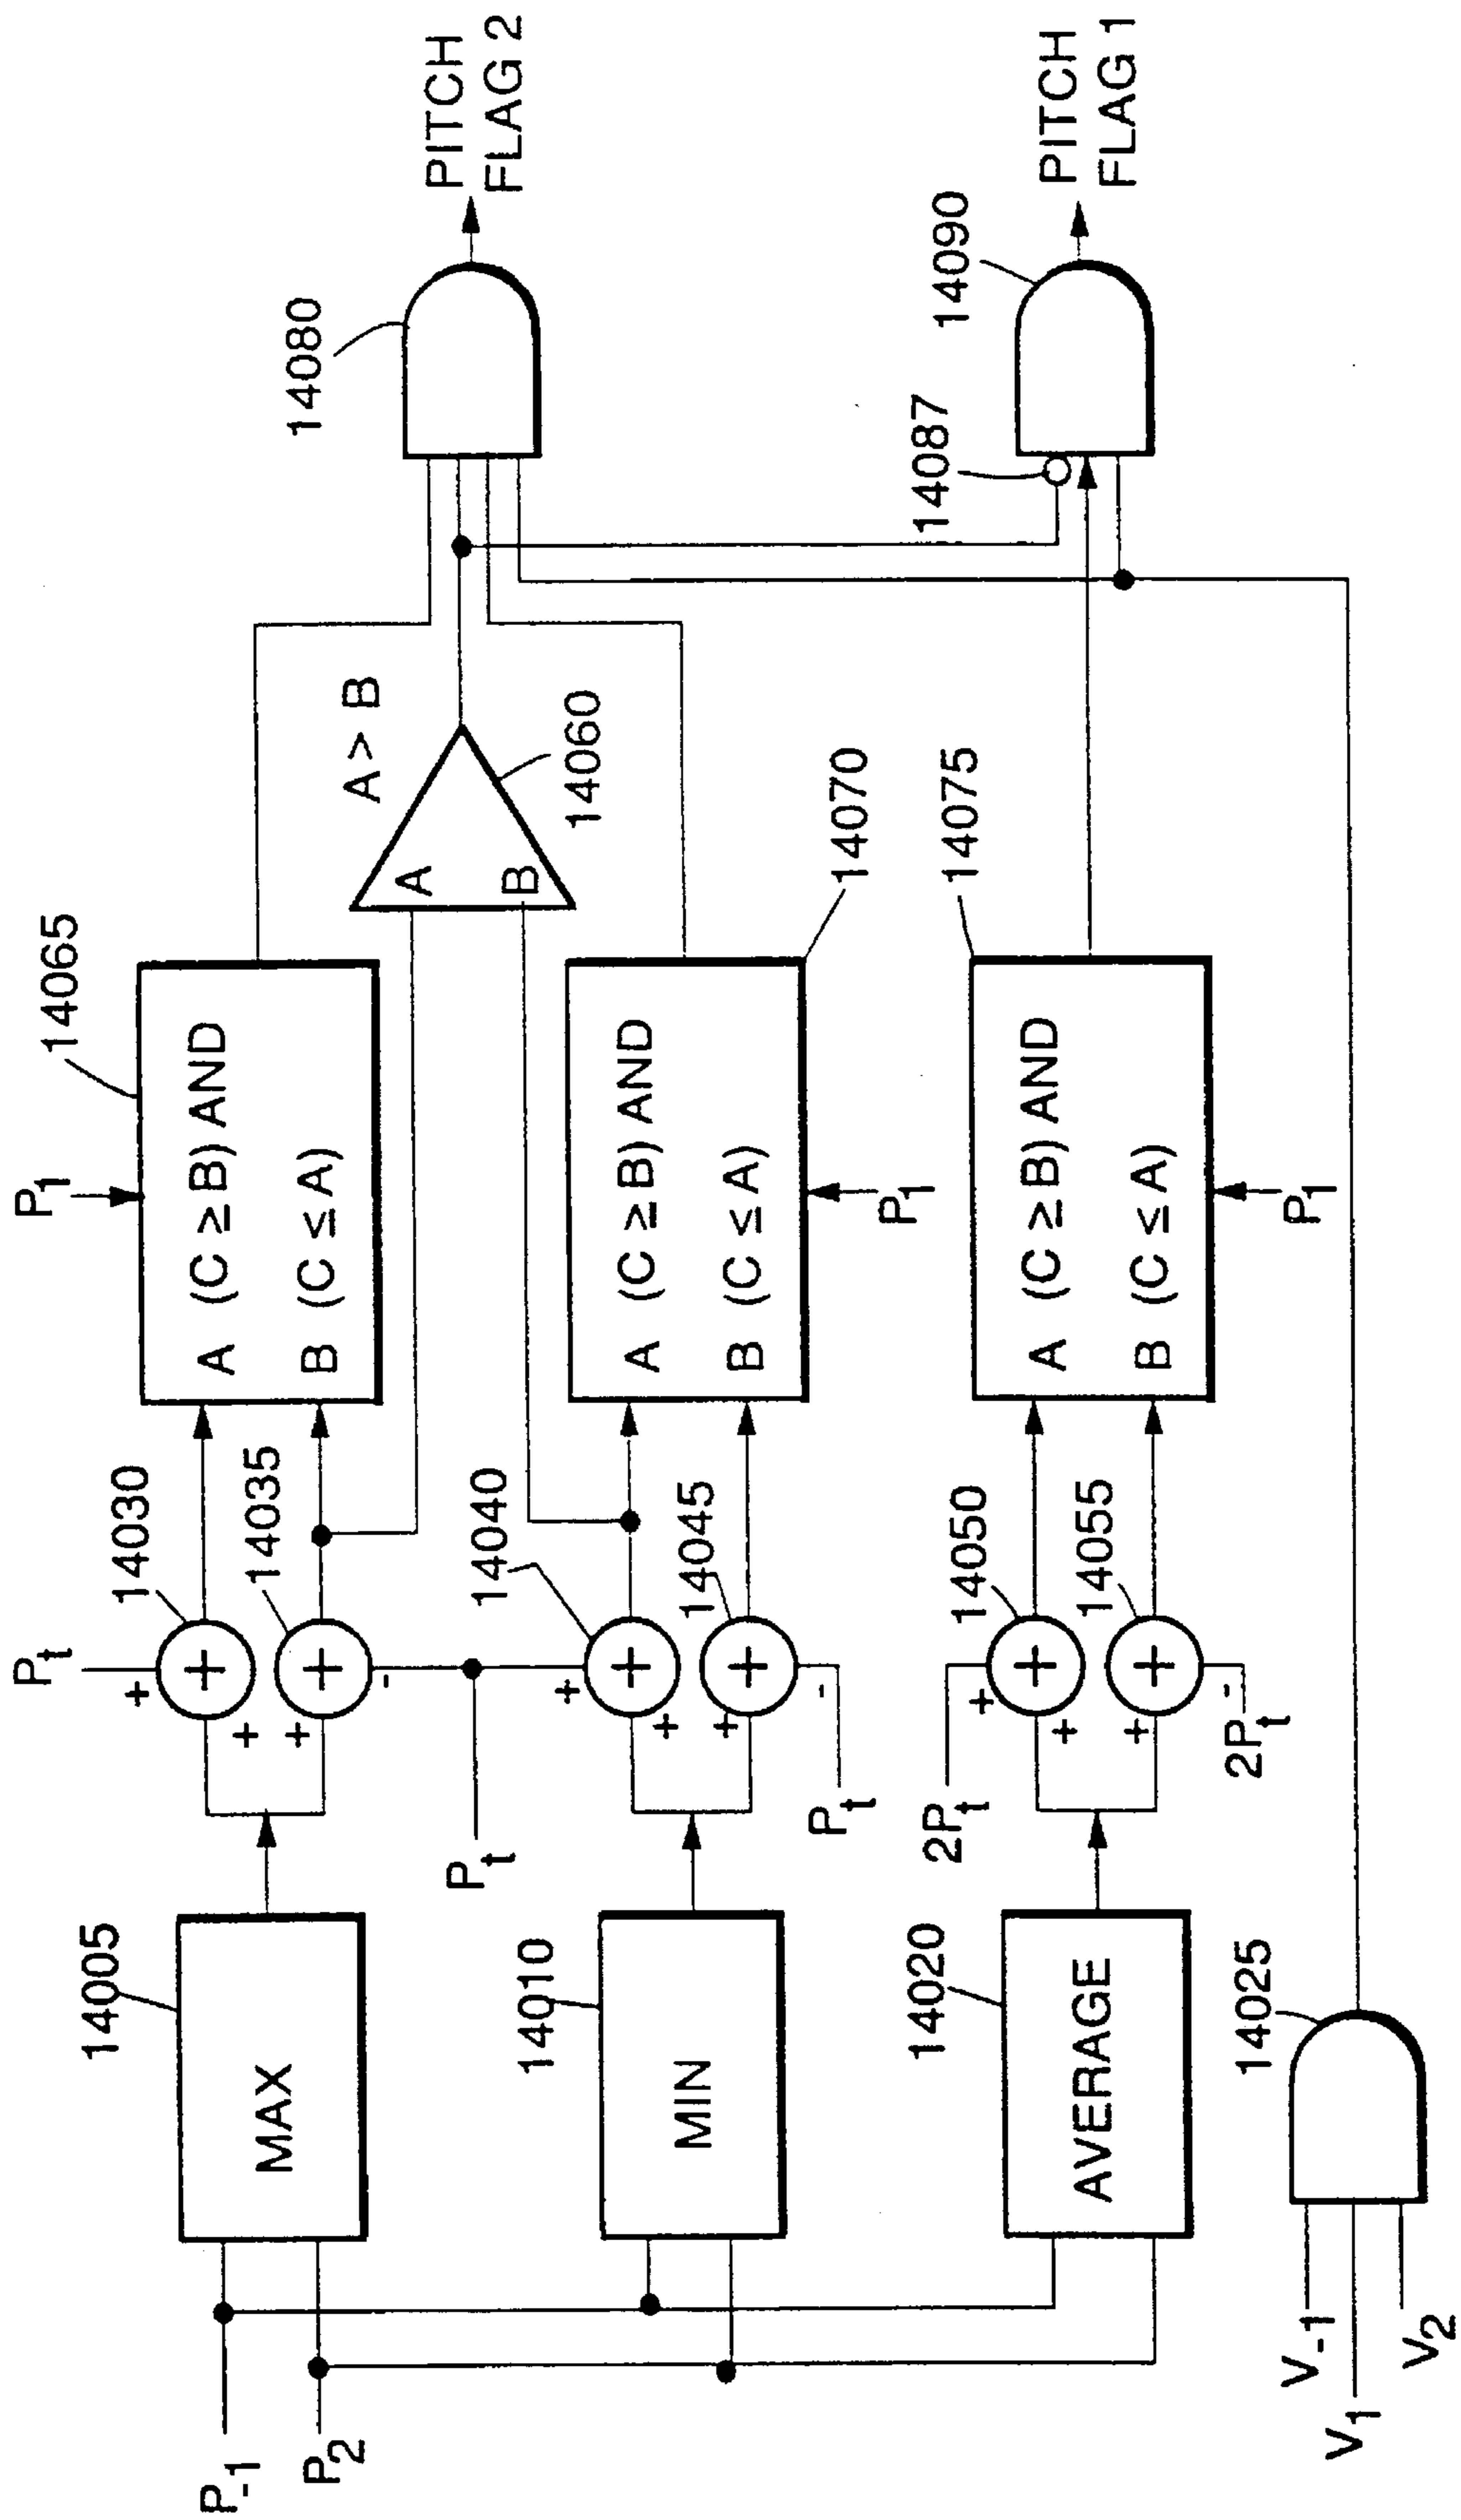 P-1
P2
14005
MAX
14010
MIN
14020
AVERAGE
V-1
V1
V2
14025
Pt
+
+
+
14030
+
+
-
14035
Pt
+
+
+
14040
+
+
-
14045
Pt
2Pt
+
+
+
14050
+
+
-
14055
2Pt
P1
14065
A (C ≥ B) AND
B (C ≤ A)
A
B
A > B
14060
A (C ≥ B) AND
B (C ≤ A)
14070
P1
A (C ≥ B) AND
B (C ≤ A)
14075
P1
14080
PITCH
FLAG 2
14087
14090
PITCH
FLAG 1